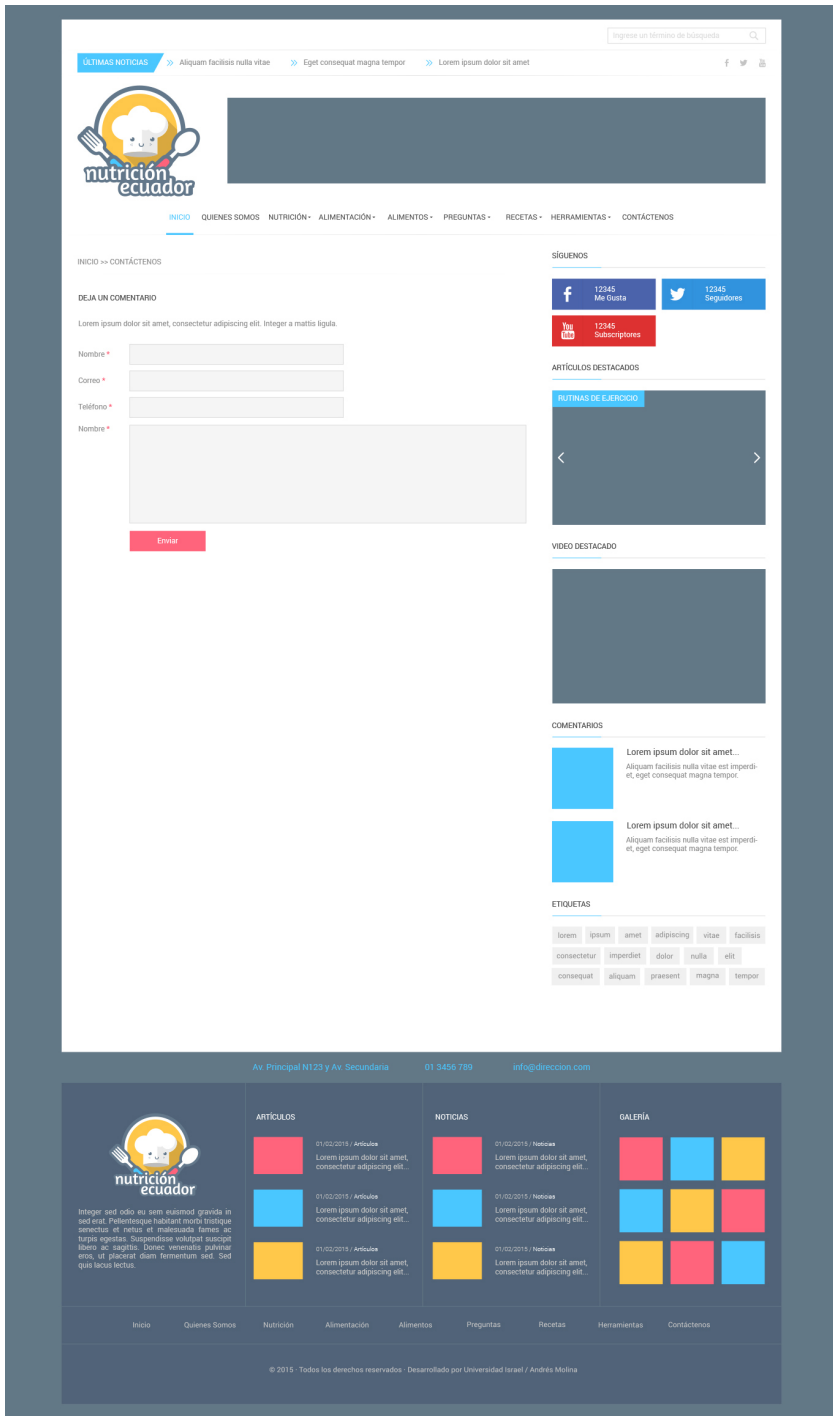 Ingrese un término de búsqueda
ÚLTIMAS NOTICIAS
Aliquam facilisis nulla vitae
Eget consequat magna tempor
Lorem ipsum dolor sit amet
nutrición
ecuador
INICIO QUIENES SOMOS NUTRICIÓN ALIMENTACIÓN ALIMENTOS PREGUNTAS RECETAS HERRAMIENTAS CONTÁCTENOS
INICIO >> CONTÁCTENOS
DEJA UN COMENTARIO
Lorem ipsum dolor sit amet, consectetur adipiscing elit. Integer a mattis ligula.
Nombre *
Correo *
Teléfono *
Nombre *
Enviar
SÍGUENOS
12345
Me Gusta
12345
Seguidores
You
Tube
12345
Subscriptores
ARTÍCULOS DESTACADOS
RUTINAS DE EJERCICIO
VIDEO DESTACADO
COMENTARIOS
Lorem ipsum dolor sit amet...
Aliquam facilisis nulla vitae est imperdi-
et, eget consequat magna tempor.
Lorem ipsum dolor sit amet...
Aliquam facilisis nulla vitae est imperdi-
et, eget consequat magna tempor.
ETIQUETAS
lorem ipsum amet adipiscing vitae facilisis
consectetur imperdiet dolor nulla elit
consequat aliquam praesent magna tempor
Av. Principal N123 y Av. Secundaria 01 3456 789 info@direccion.com
nutrición
ecuador
Integer sed odio eu sem euismod gravida in
sed erat. Pellentesque habitant morbi tristique
senectus et netus et malesuada fames ac
turpis egestas. Suspendisse volutpat suscipit
libero ac sagittis. Donec venenatis pulvinar
eros, ut placerat diam fermentum sed. Sed
quis lacus lectus.
ARTÍCULOS
01/02/2015 / Artículos
Lorem ipsum dolor sit amet,
consectetur adipiscing elit...
01/02/2015 / Artículos
Lorem ipsum dolor sit amet,
consectetur adipiscing elit...
01/02/2015 / Artículos
Lorem ipsum dolor sit amet,
consectetur adipiscing elit...
NOTICIAS
01/02/2015 / Noticias
Lorem ipsum dolor sit amet,
consectetur adipiscing elit...
01/02/2015 / Noticias
Lorem ipsum dolor sit amet,
consectetur adipiscing elit...
01/02/2015 / Noticias
Lorem ipsum dolor sit amet,
consectetur adipiscing elit...
GALERÍA
Inicio Quienes Somos Nutrición Alimentación Alimentos Preguntas Recetas Herramientas Contáctenos
© 2015 · Todos los derechos reservados · Desarrollado por Universidad Israel / Andrés Molina